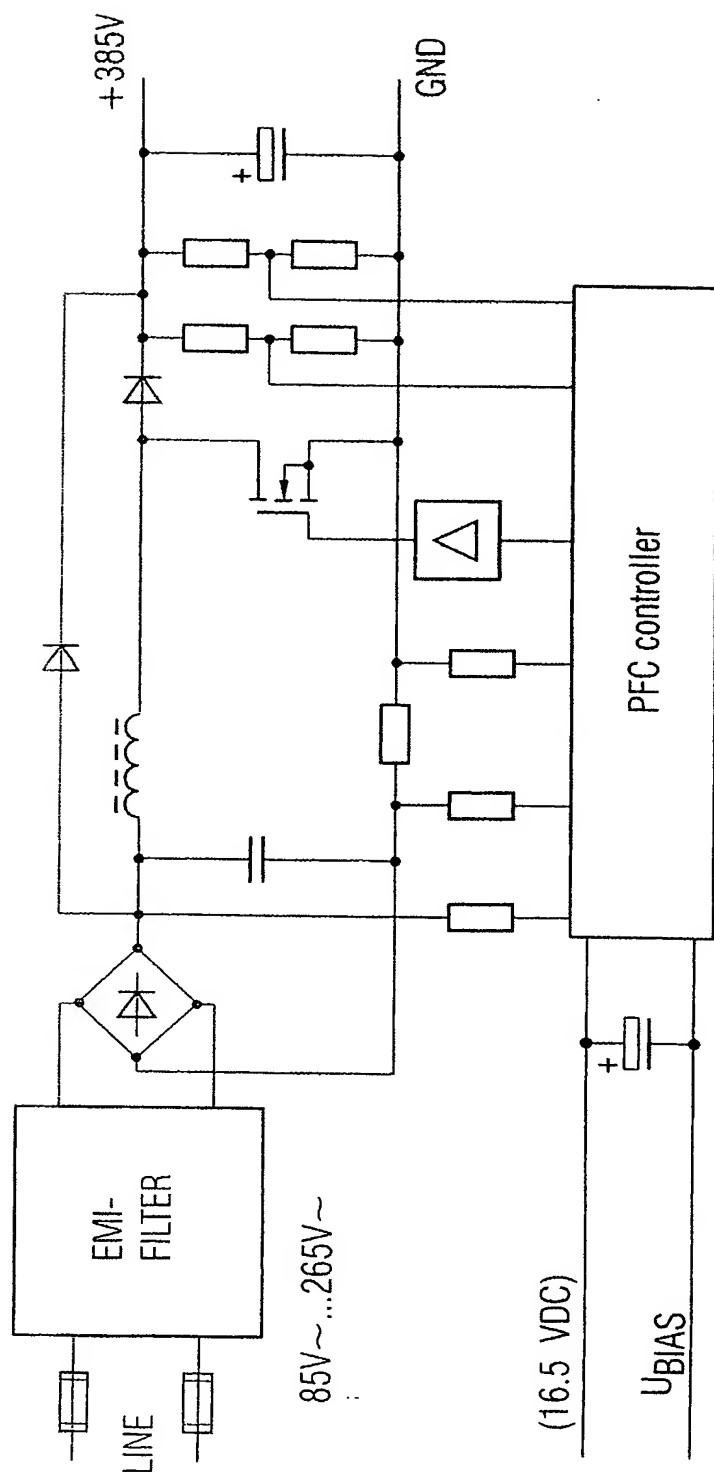 LINE
EMI-
FILTER
85V~...265V~
(16.5 VDC)
UBIAS
+
PFC controller
+
+385V
GND